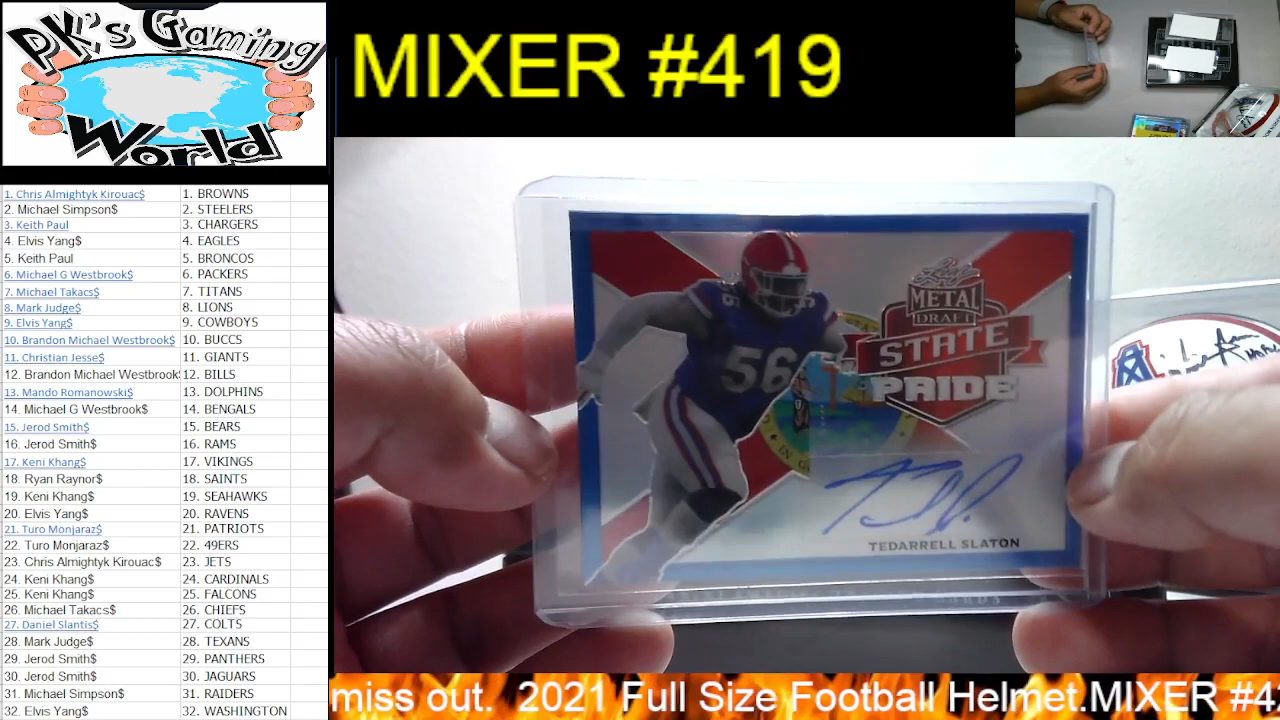 PK's Gaming
World
MIXER #419
1. Chris Almightyk Kirouac$ 1. BROWNS
2. Michael Simpson$ 2. STEELERS
3. Keith Paul 3. CHARGERS
4. Elvis Yang$ 4. EAGLES
5. Keith Paul 5. BRONCOS
6. Michael G Westbrook$ 6. PACKERS
7. Michael Takacs$ 7. TITANS
8. Mark Judge$ 8. LIONS
9. Elvis Yang$ 9. COWBOYS
10. Brandon Michael Westbrook$ 10. BUCCS
11. Christian Jesse$ 11. GIANTS
12. Brandon Michael Westbrook$ 12. BILLS
13. Mando Romanowski$ 13. DOLPHINS
14. Michael G Westbrook$ 14. BENGALS
15. Jerod Smith$ 15. BEARS
16. Jerod Smith$ 16. RAMS
17. Keni Khang$ 17. VIKINGS
18. Ryan Raynor$ 18. SAINTS
19. Keni Khang$ 19. SEAHAWKS
20. Elvis Yang$ 20. RAVENS
21. Turo Monjaraz$ 21. PATRIOTS
22. Turo Monjaraz$ 22. 49ERS
23. Chris Almightyk Kirouac$ 23. JETS
24. Keni Khang$ 24. CARDINALS
25. Keni Khang$ 25. FALCONS
26. Michael Takacs$ 26. CHIEFS
27. Daniel Slantis$ 27. COLTS
28. Mark Judge$ 28. TEXANS
29. Jerod Smith$ 29. PANTHERS
30. Jerod Smith$ 30. JAGUARS
31. Michael Simpson$ 31. RAIDERS
32. Elvis Yang$ 32. WASHINGTON
56
56
Leaf
METAL
DRAFT
STATE
PRIDE
TEDARRELL SLATON
miss out. 2021 Full Size Football Helmet.MIXER #42